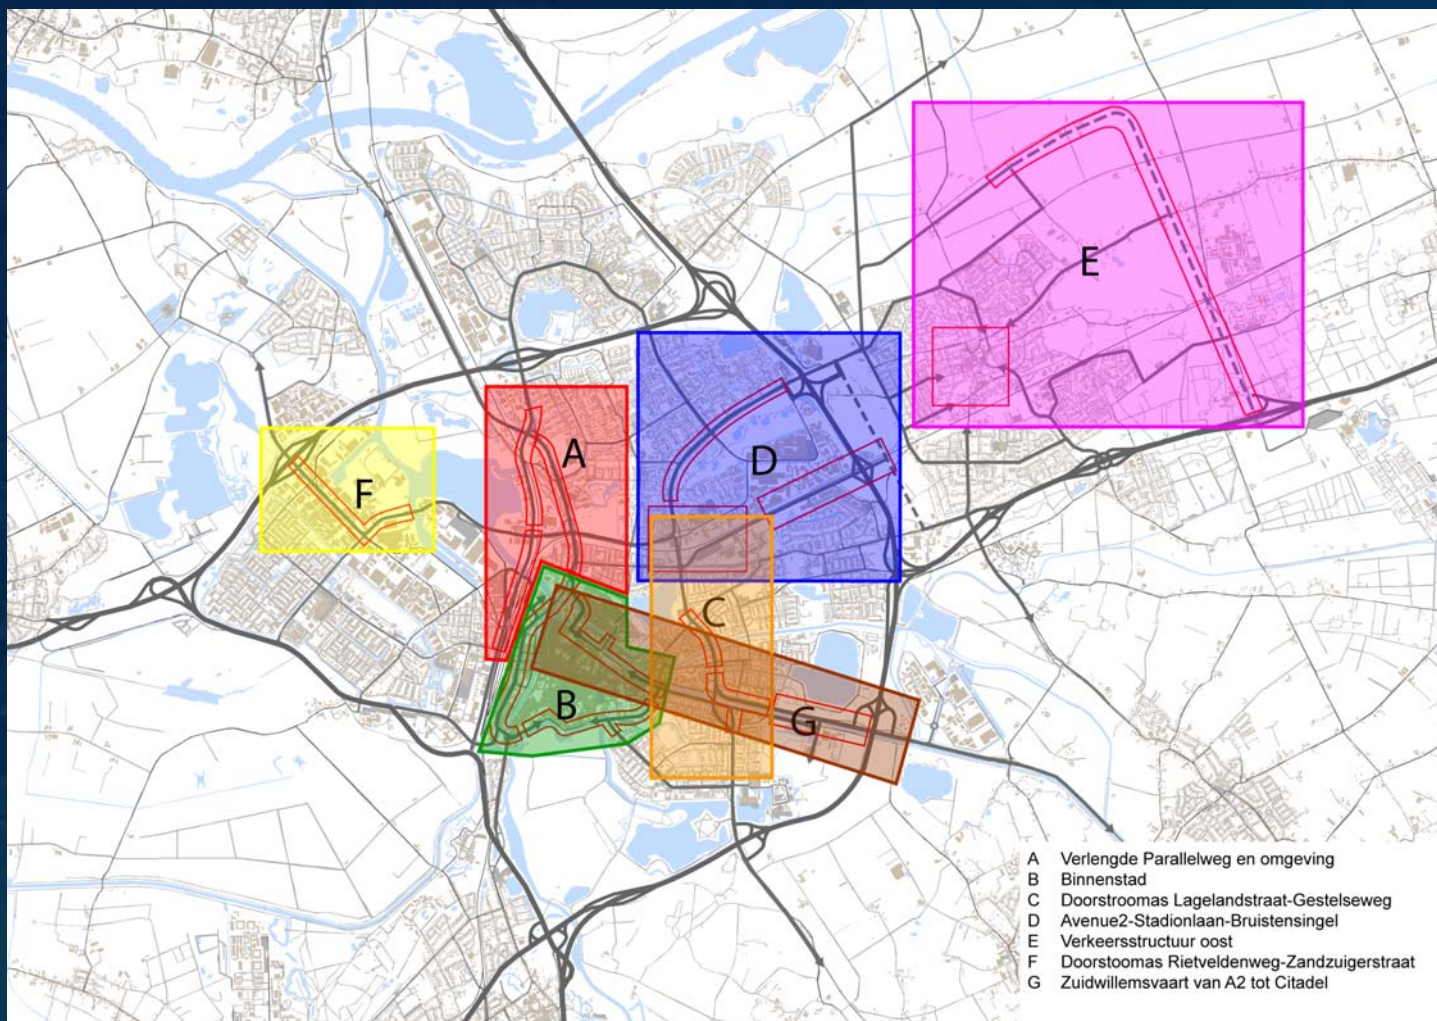 E
A
D
F
C
B
G
A Verlengde Parallelweg en omgeving
B Binnenstad
C Doorstroomas Lagelandstraat-Gestelseweg
D Avenue2-Stadionlaan-Bruistensingel
E Verkeersstructuur oost
F Doorstoomas Rietveldenweg-Zandzuigerstraat
G Zuidwillemsvaart van A2 tot Citadel